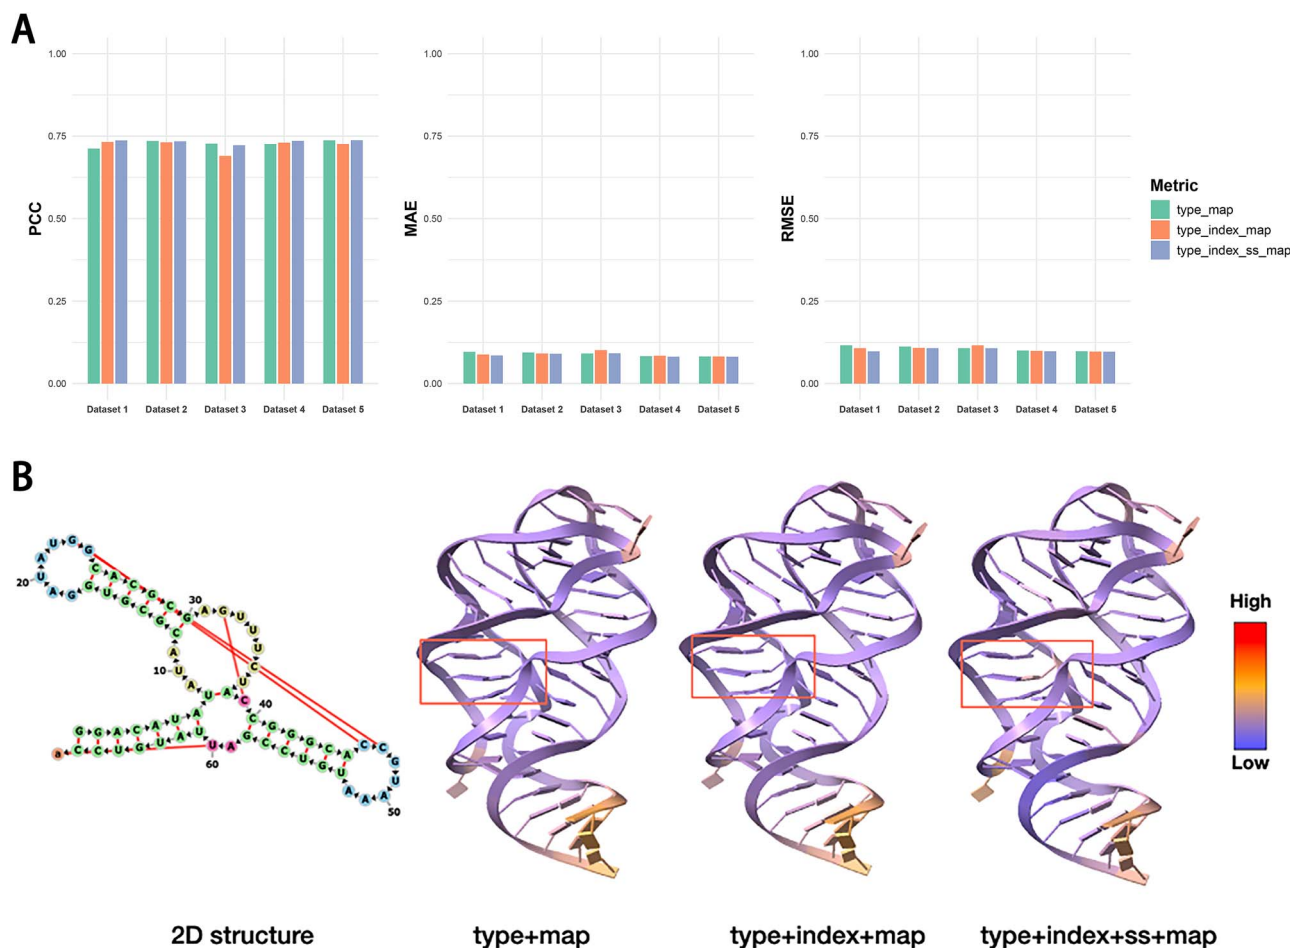 A
PCC
1.00
0.75
0.50
0.25
0.00
Dataset 1 Dataset 2 Dataset 3 Dataset 4 Dataset 5
MAE
1.00
0.75
0.50
0.25
0.00
Dataset 1 Dataset 2 Dataset 3 Dataset 4 Dataset 5
RMSE
1.00
0.75
0.50
0.25
0.00
Dataset 1 Dataset 2 Dataset 3 Dataset 4 Dataset 5
Metric
type_map
type_index_map
type_index_ss_map
B
10
20
30
40
50
60
High
Low
2D structure
type+map
type+index+map
type+index+ss+map